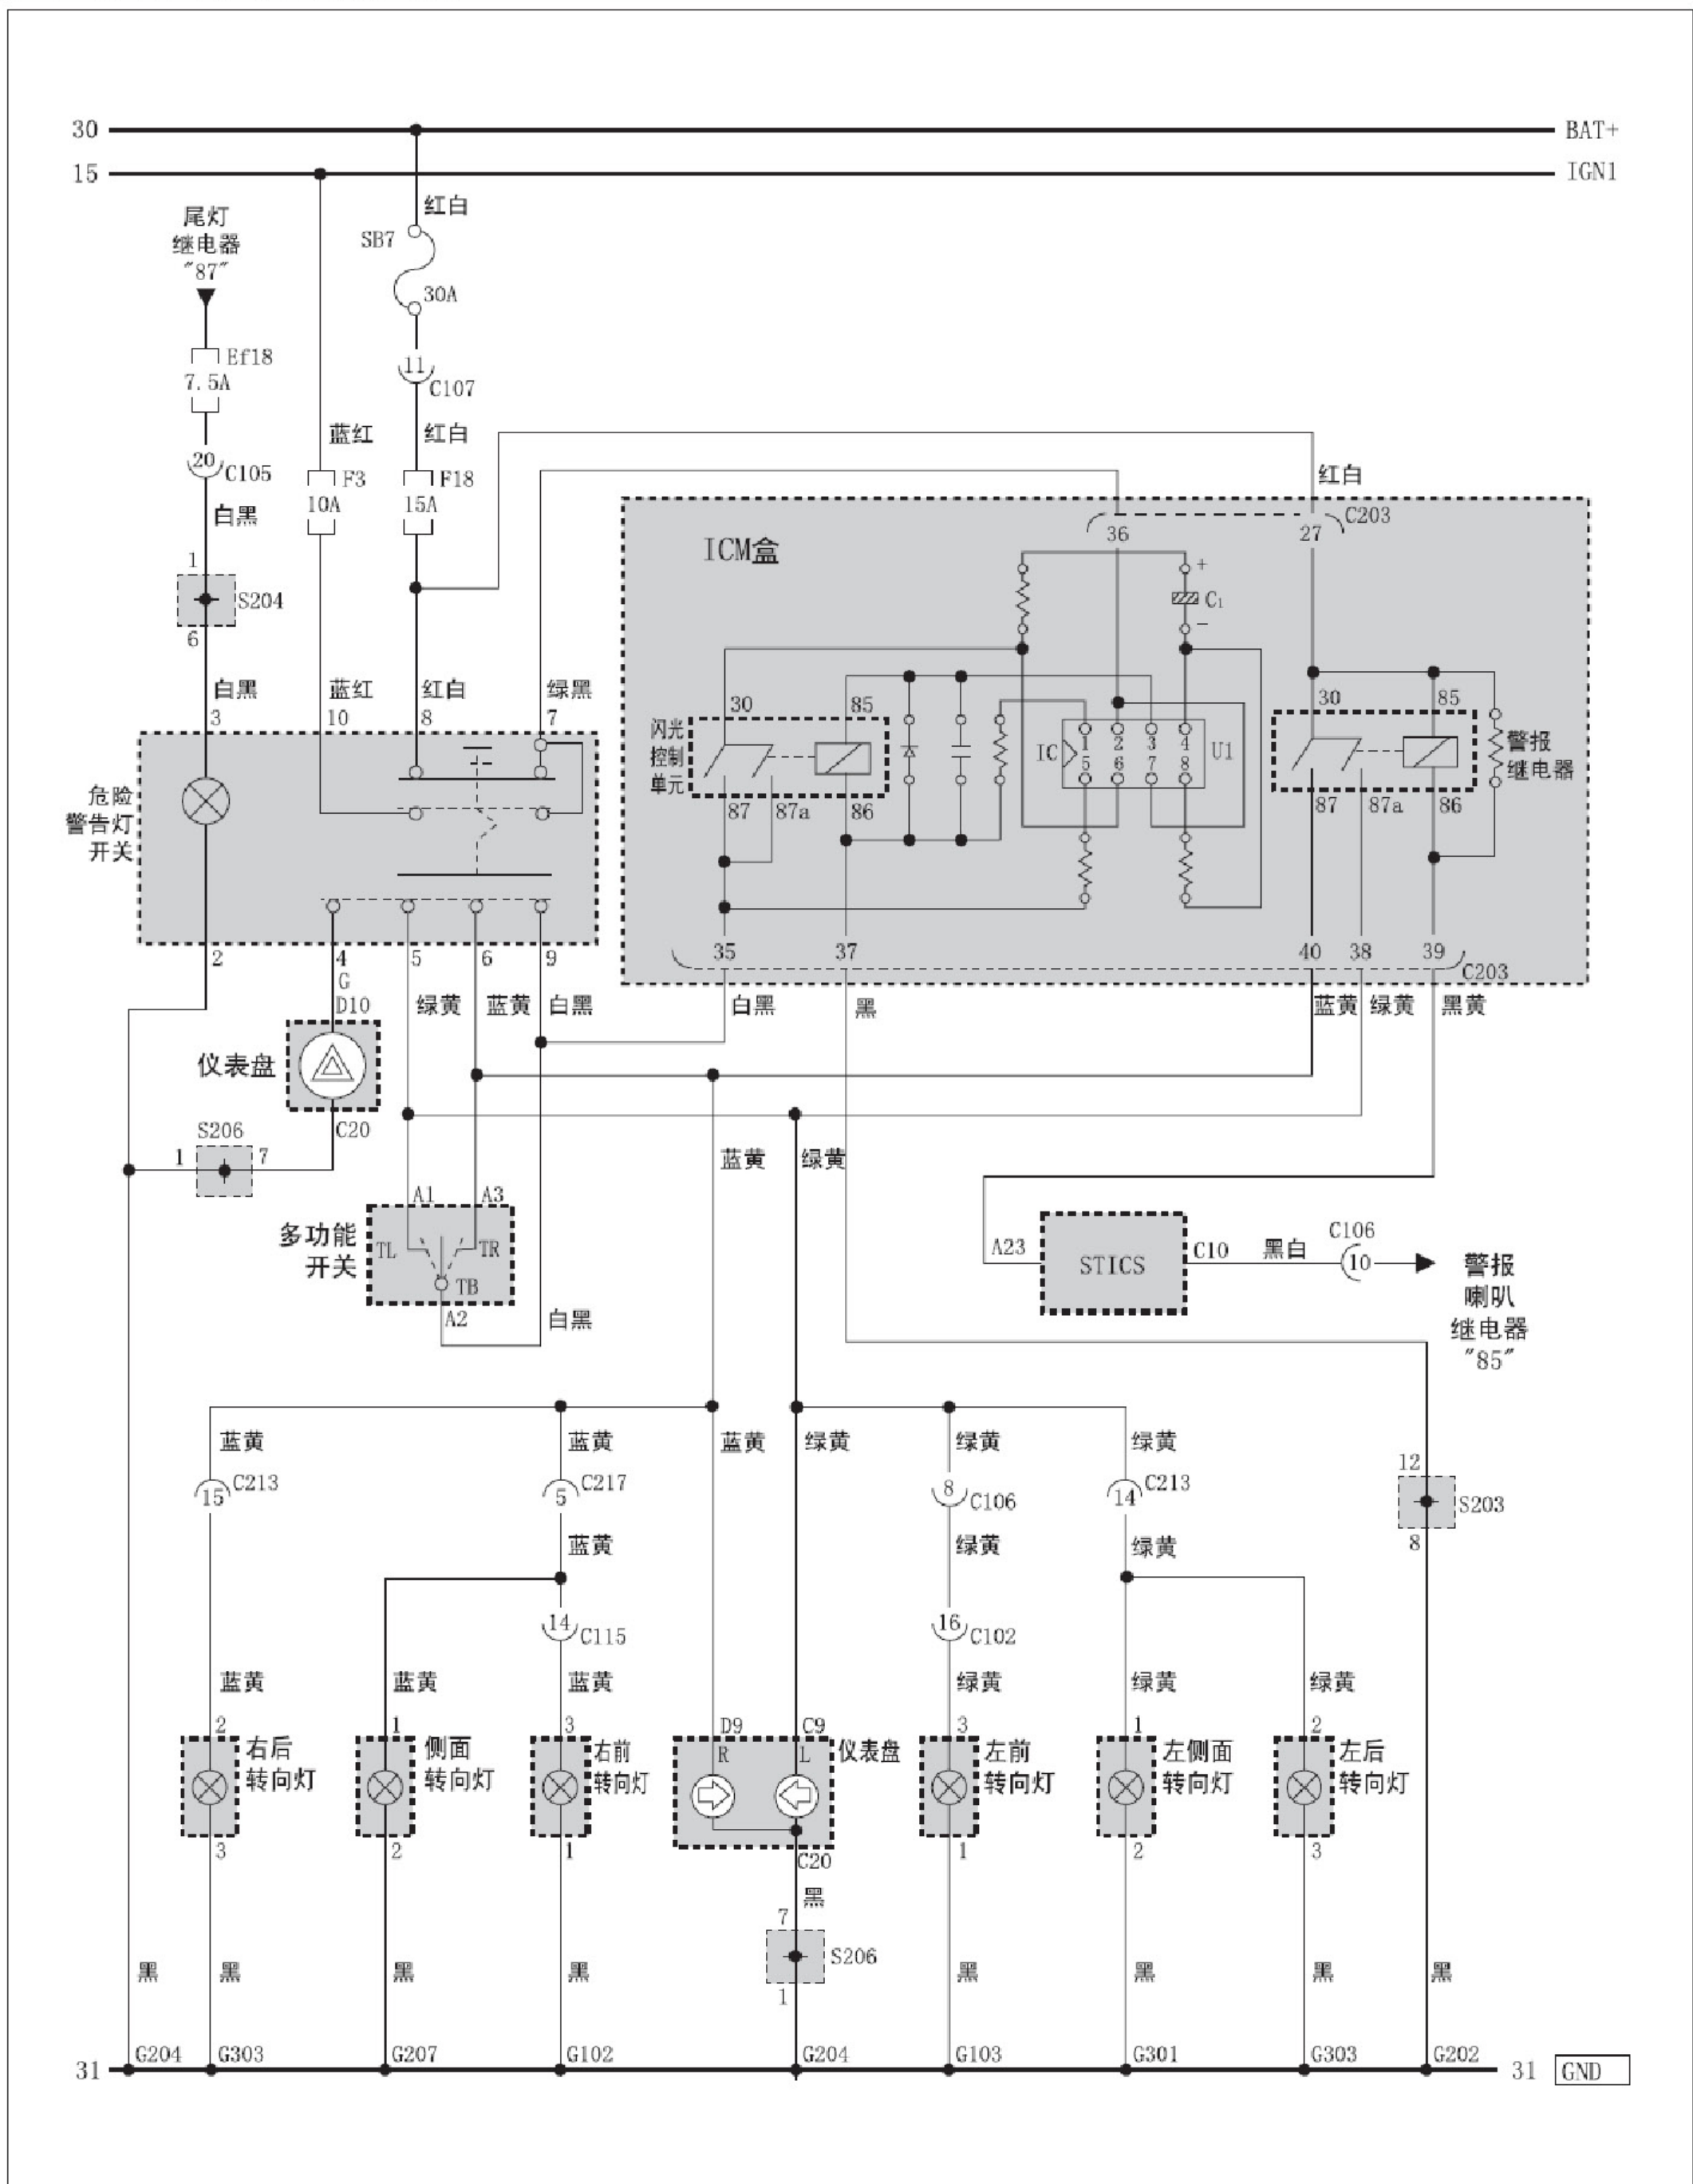 30
BAT+
15
IGN1
尾灯
继电器
"87"
红白
SB7
30A
Ef18
7.5A
11
C107
蓝红
红白
20
C105
F3
10A
F18
15A
红白
白黑
36
27
C203
ICM盒
+
C1
-
1
S204
6
白黑
蓝红
红白
绿黑
3
10
8
7
30
85
闪光
控制
单元
87
87a
86
IC
1
2
3
4
5
6
7
8
U1
30
85
警报
继电器
87
87a
86
危险
警告灯
开关
2
4
5
6
9
35
37
40
38
39
C203
G
D10
绿黄
蓝黄
白黑
白黑
黑
蓝黄
绿黄
黑黄
仪表盘
C20
S206
1
7
蓝黄
绿黄
A1
A3
多功能
开关
TL
TR
TB
A2
白黑
A23
STICS
C10
黑白
C106
10
警报
喇叭
继电器
"85"
蓝黄
蓝黄
蓝黄
绿黄
绿黄
绿黄
15
C213
5
C217
8
C106
14
C213
12
S203
8
蓝黄
绿黄
绿黄
14
C115
16
C102
蓝黄
蓝黄
蓝黄
绿黄
绿黄
绿黄
2
右后
转向灯
3
1
侧面
转向灯
2
3
右前
转向灯
1
D9
C9
R
L
仪表盘
C20
3
左前
转向灯
1
1
左侧面
转向灯
2
2
左后
转向灯
3
黑
7
S206
1
黑
黑
黑
黑
黑
黑
黑
黑
31
G204
G303
G207
G102
G204
G103
G301
G303
G202
31
GND